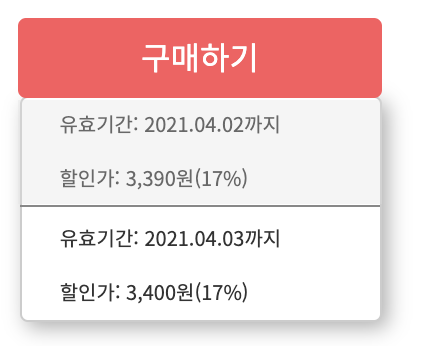 구매하기
유효기간: 2021.04.02까지
할인가: 3,390원(17%)
유효기간: 2021.04.03까지
할인가: 3,400원(17%)